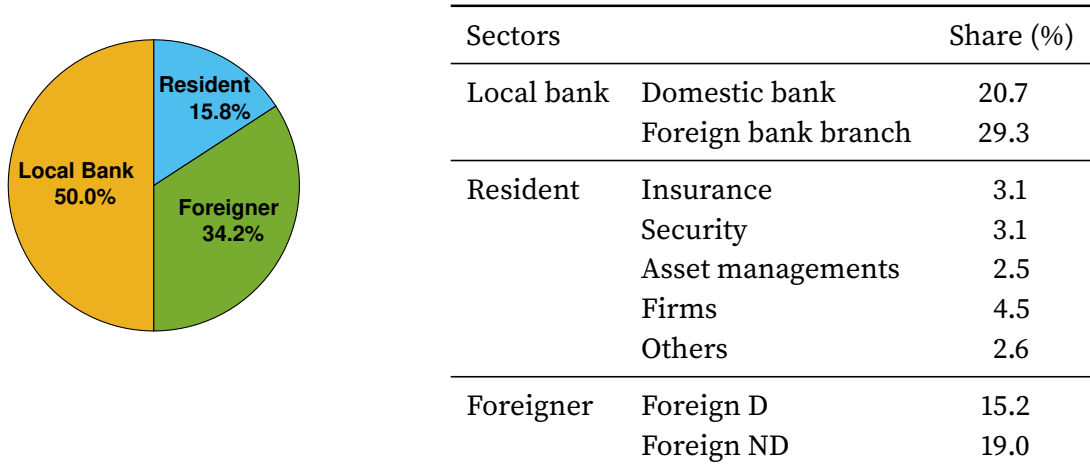 Resident
15.8%
Local Bank
50.0%
Foreigner
34.2%
Sectors Share (%)
Local bank Domestic bank 20.7
Foreign bank branch 29.3
Resident Insurance 3.1
Security 3.1
Asset managements 2.5
Firms 4.5
Others 2.6
Foreigner Foreign D 15.2
Foreign ND 19.0